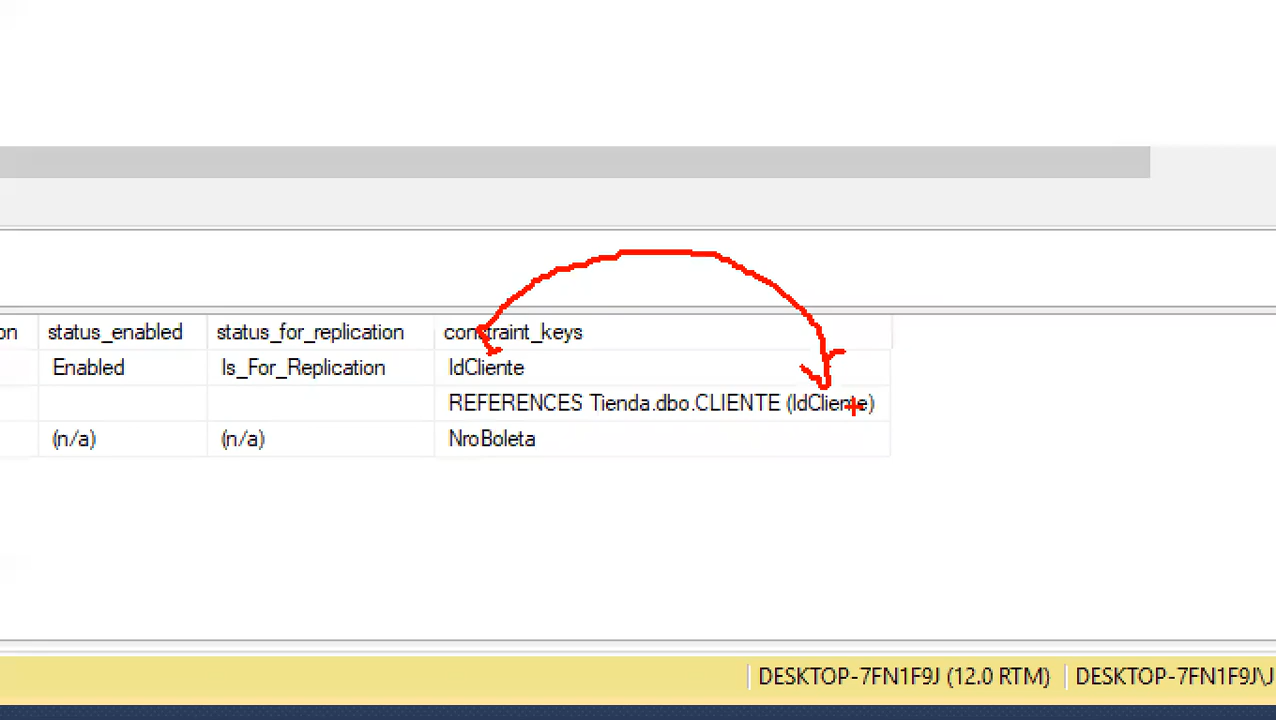 on status_enabled status_for_replication constraint_keys
Enabled Is_For_Replication IdCliente
REFERENCES Tienda.dbo.CLIENTE (IdCliente)
(n/a) (n/a) NroBoleta
DESKTOP-7FN1F9J (12.0 RTM) DESKTOP-7FN1F9J\J